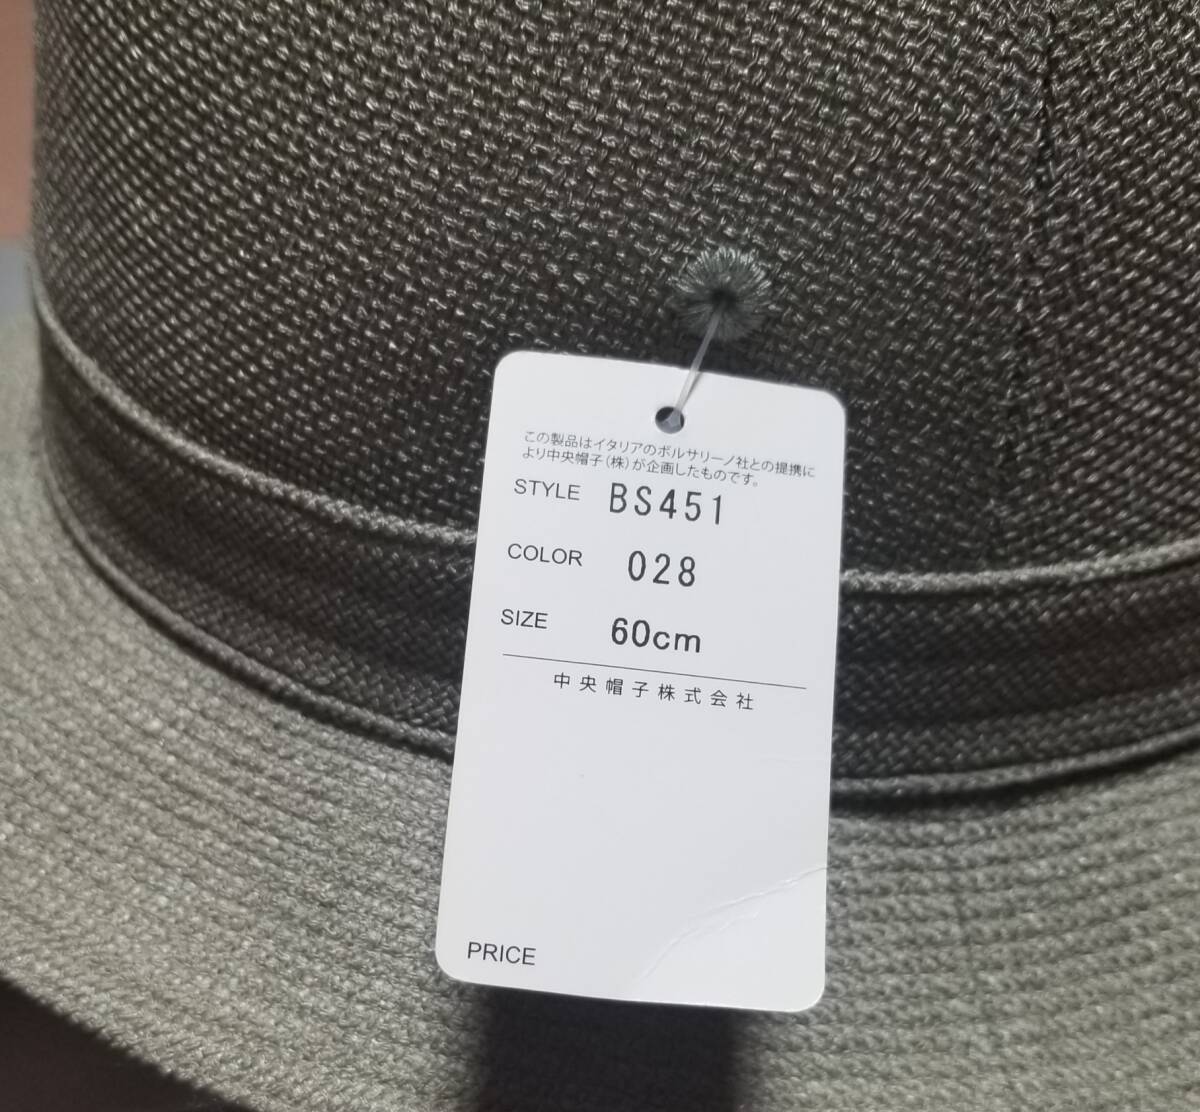 この製品はイタリアのボルサリーノ社との提携に
より中央帽子(株)が企画したものです。
STYLE BS451
COLOR 028
SIZE 60cm
中央帽子株式会社
PRICE